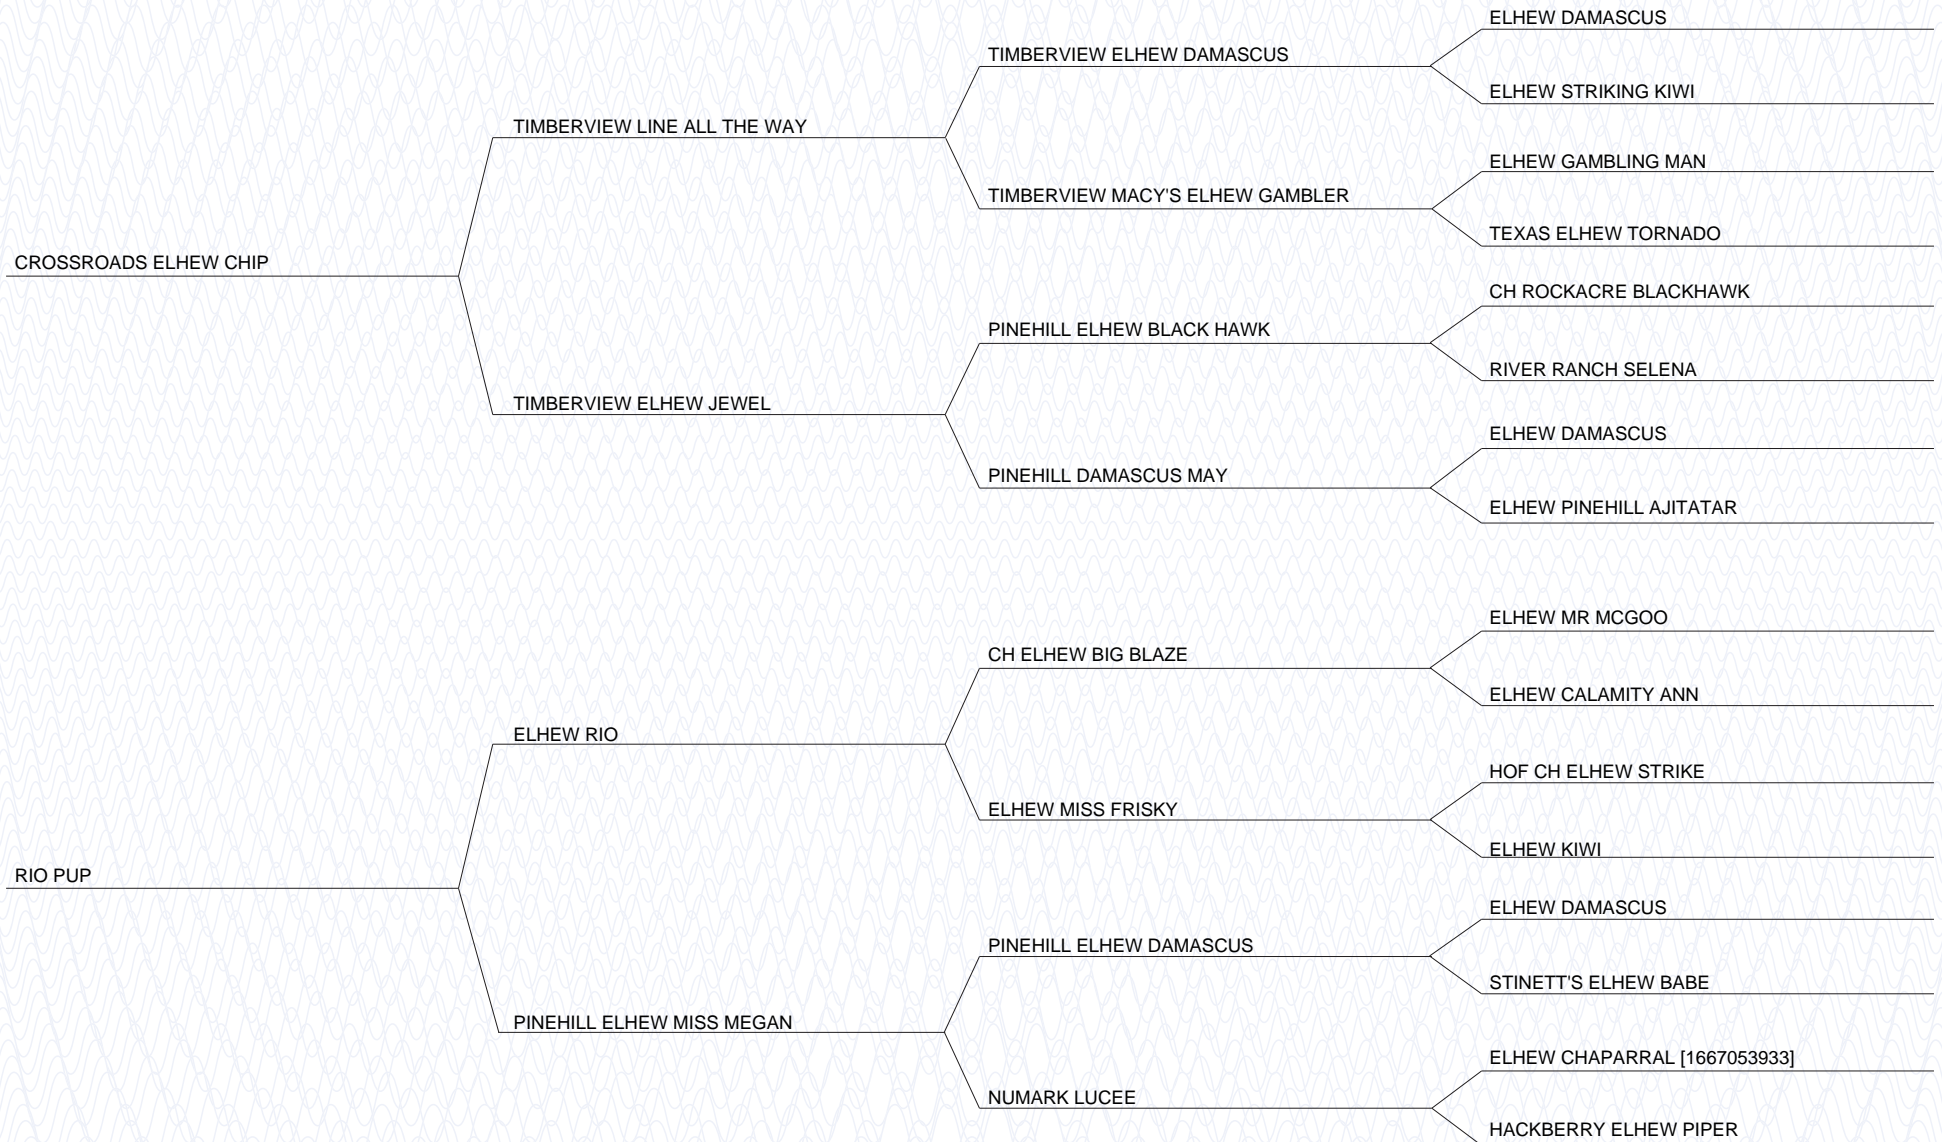 ELHEW DAMASCUS
TIMBERVIEW ELHEW DAMASCUS
ELHEW STRIKING KIWI
TIMBERVIEW LINE ALL THE WAY
ELHEW GAMBLING MAN
TIMBERVIEW MACY'S ELHEW GAMBLER
TEXAS ELHEW TORNADO
CROSSROADS ELHEW CHIP
CH ROCKACRE BLACKHAWK
PINEHILL ELHEW BLACK HAWK
RIVER RANCH SELENA
TIMBERVIEW ELHEW JEWEL
ELHEW DAMASCUS
PINEHILL DAMASCUS MAY
ELHEW PINEHILL AJITATAR
ELHEW MR MCGOO
CH ELHEW BIG BLAZE
ELHEW CALAMITY ANN
ELHEW RIO
HOF CH ELHEW STRIKE
ELHEW MISS FRISKY
ELHEW KIWI
RIO PUP
ELHEW DAMASCUS
PINEHILL ELHEW DAMASCUS
STINETT'S ELHEW BABE
PINEHILL ELHEW MISS MEGAN
ELHEW CHAPARRAL [1667053933]
NUMARK LUCEE
HACKBERRY ELHEW PIPER